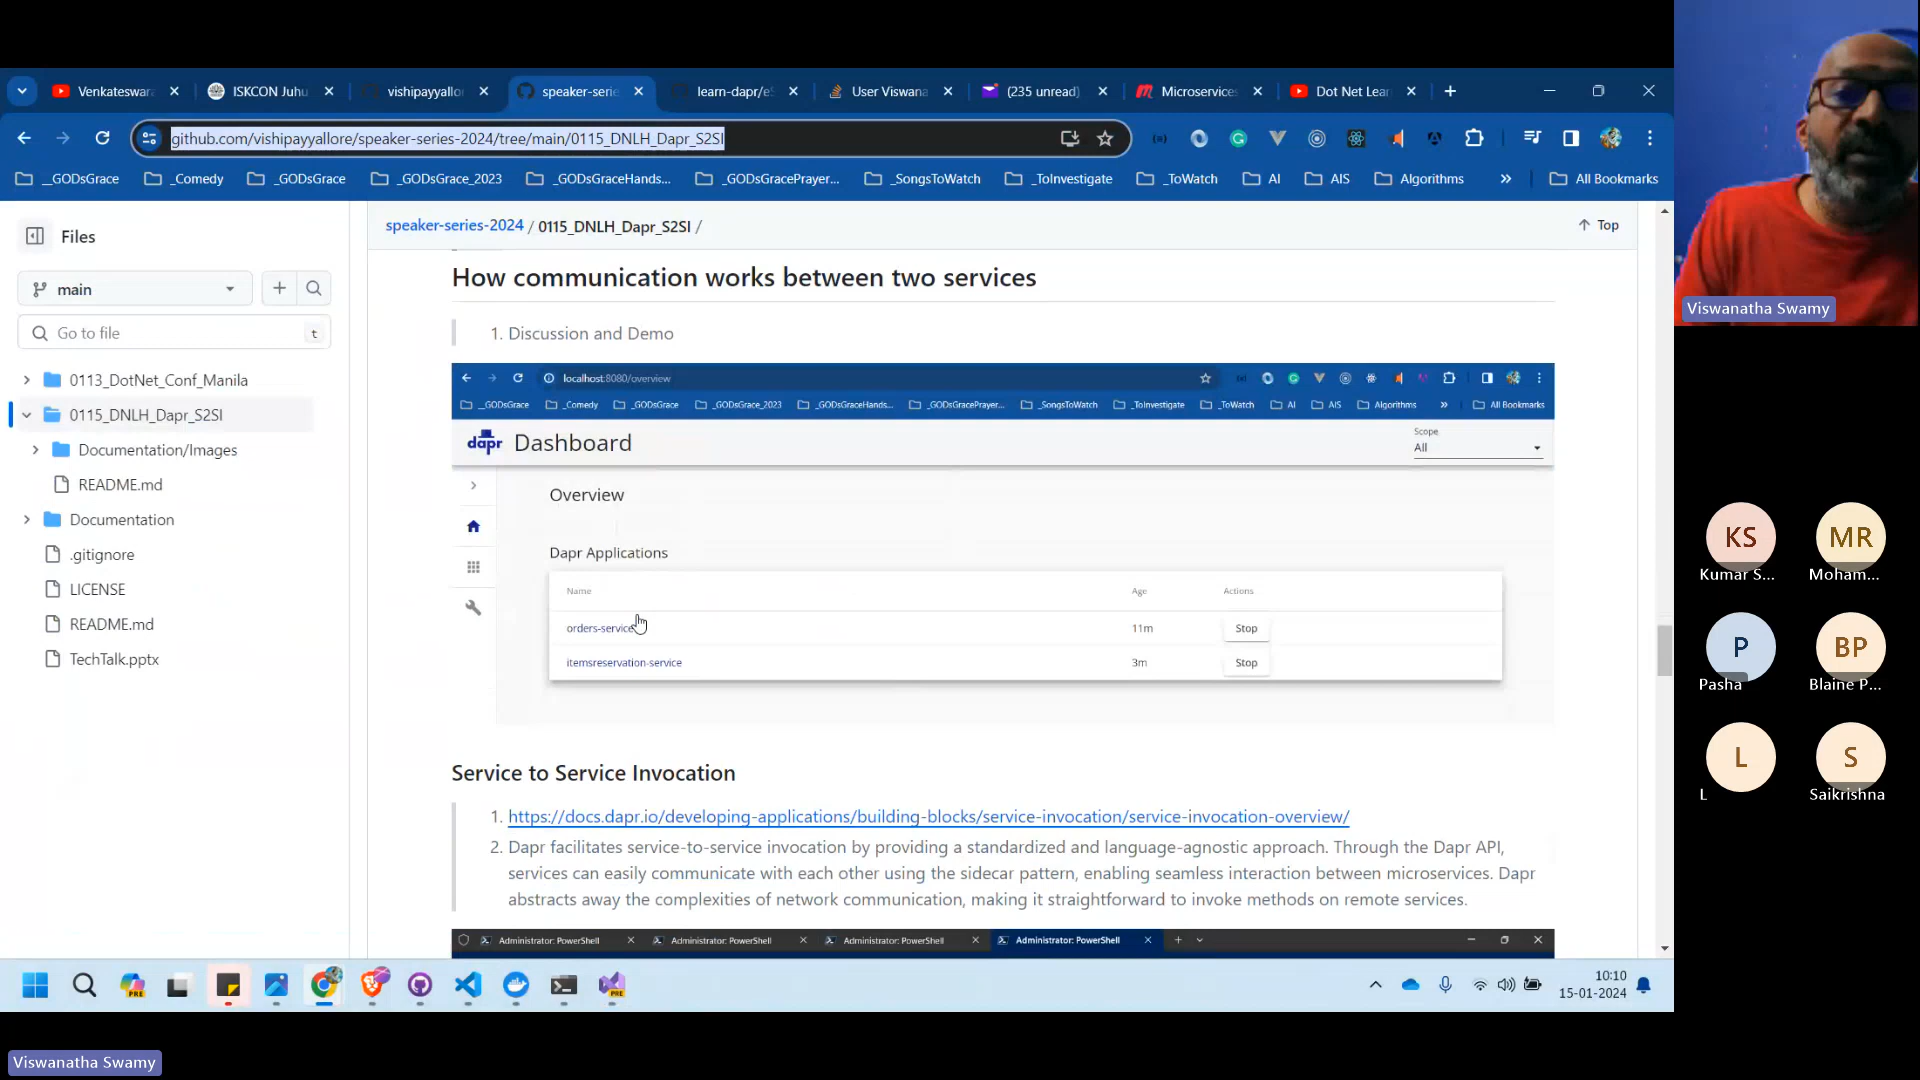 Venkateswar
ISKCON Juhu
vishipayyallo
speaker-serie
learn-dapr/e
User Viswana
(235 unread)
Microservices
Dot Net Lear
github.com/vishipayyallore/speaker-series-2024/tree/main/0115_DNLH_Dapr_S2SI
__GODsGrace
_Comedy
_GODsGrace
_GODsGrace_2023
_GODsGraceHands...
_GODsGracePrayer...
_SongsToWatch
_ToInvestigate
_ToWatch
AI
AIS
Algorithms
»
All Bookmarks
Files
main
Go to file
t
0113_DotNet_Conf_Manila
0115_DNLH_Dapr_S2SI
Documentation/Images
README.md
Documentation
.gitignore
LICENSE
README.md
TechTalk.pptx
speaker-series-2024 / 0115_DNLH_Dapr_S2SI /
Top
How communication works between two services
1. Discussion and Demo
localhost:8080/overview
__GODsGrace
_Comedy
_GODsGrace
_GODsGrace_2023
_GODsGraceHands...
_GODsGracePrayer...
_SongsToWatch
_ToInvestigate
_ToWatch
AI
AIS
Algorithms
»
All Bookmarks
dapr Dashboard
Scope
All
Overview
Dapr Applications
Name Age Actions
orders-service 11m Stop
itemsreservation-service 3m Stop
Service to Service Invocation
1. https://docs.dapr.io/developing-applications/building-blocks/service-invocation/service-invocation-overview/
2. Dapr facilitates service-to-service invocation by providing a standardized and language-agnostic approach. Through the Dapr API,
services can easily communicate with each other using the sidecar pattern, enabling seamless interaction between microservices. Dapr
abstracts away the complexities of network communication, making it straightforward to invoke methods on remote services.
Administrator: PowerShell
Administrator: PowerShell
Administrator: PowerShell
Administrator: PowerShell
PRE
PRE
10:10
15-01-2024
Viswanatha Swamy
KS
Kumar S...
MR
Moham...
P
Pasha
BP
Blaine P...
L
L
S
Saikrishna
Viswanatha Swamy